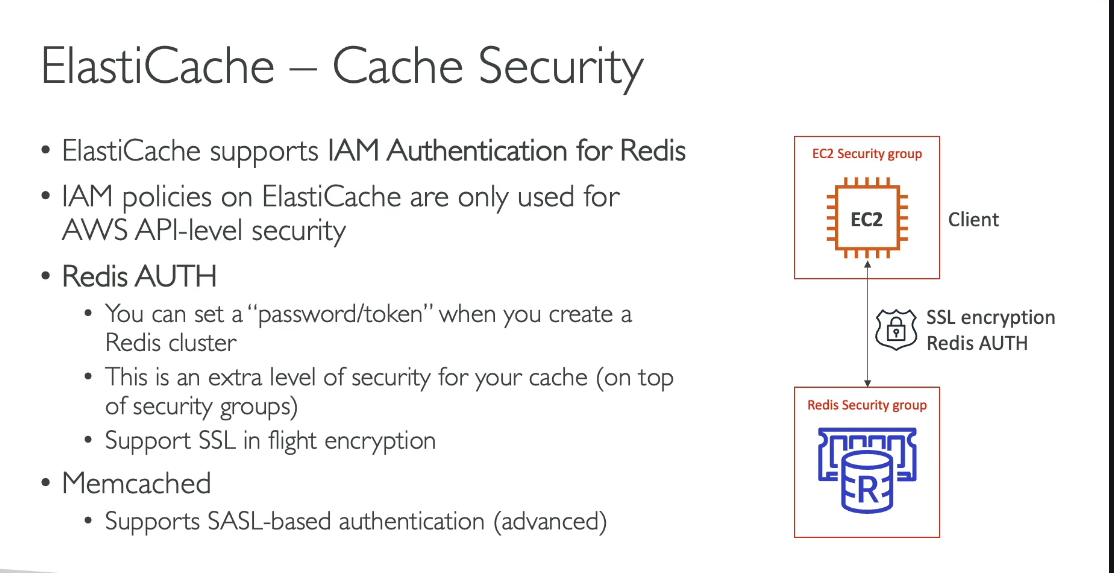 ElastiCache – Cache Security
• ElastiCache supports IAM Authentication for Redis
• IAM policies on ElastiCache are only used for
AWS API-level security
• Redis AUTH
• You can set a “password/token” when you create a
Redis cluster
• This is an extra level of security for your cache (on top
of security groups)
• Support SSL in flight encryption
• Memcached
• Supports SASL-based authentication (advanced)
EC2 Security group
EC2
Client
SSL encryption
Redis AUTH
Redis Security group
R